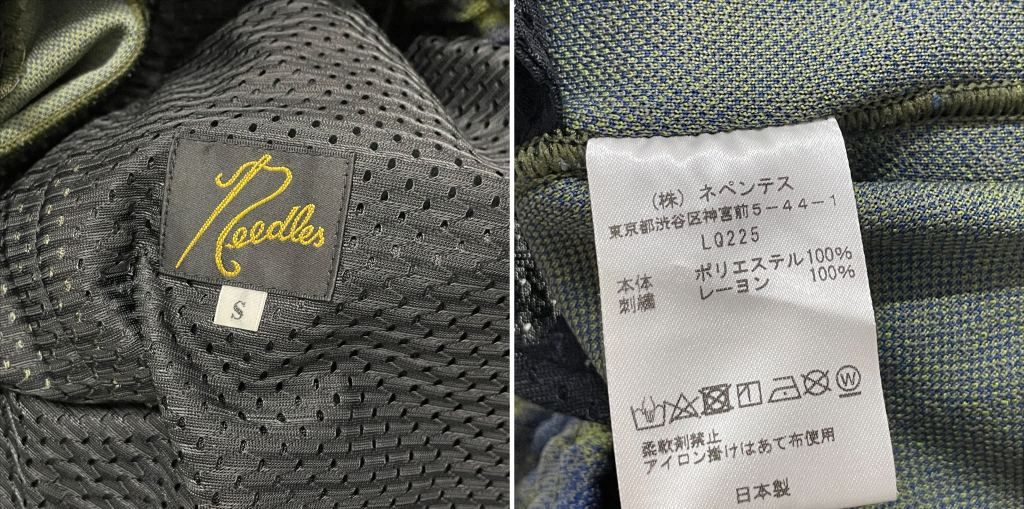 Needles
S
(株) ネペンテス
東京都渋谷区神宮前5-44-1
LQ225
本体 ポリエステル100%
刺繍 レーヨン 100%
W
柔軟剤禁止
アイロン掛けはあて布使用
日本製